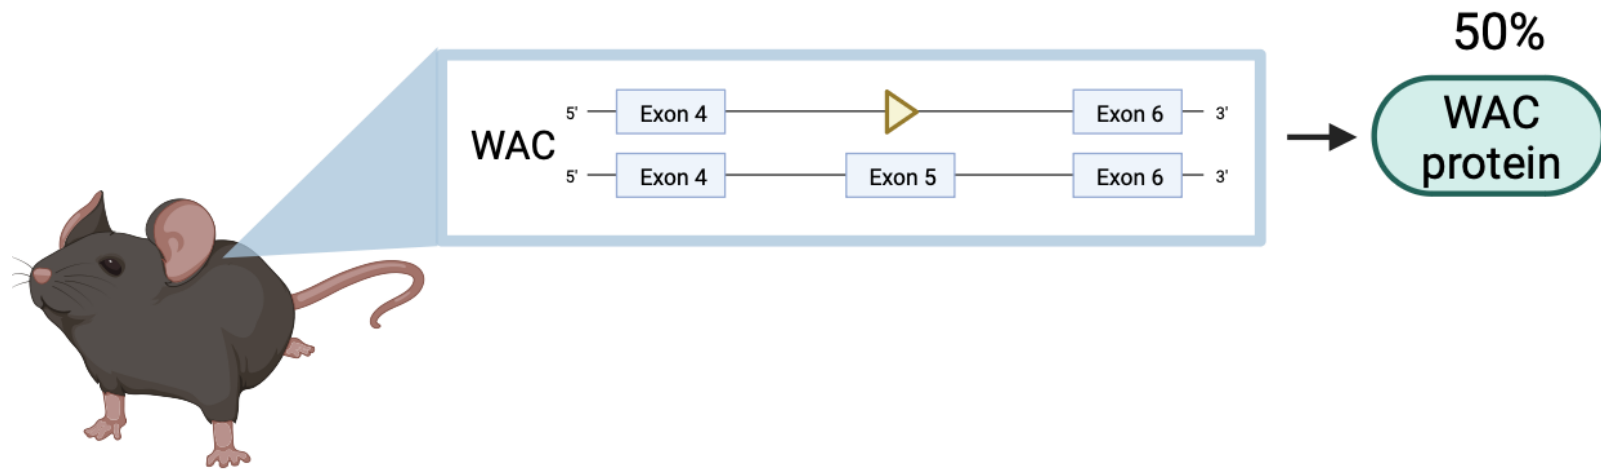 50%
5' Exon 4 Exon 6 3'
WAC
5' Exon 4 Exon 5 Exon 6 3'
WAC
protein